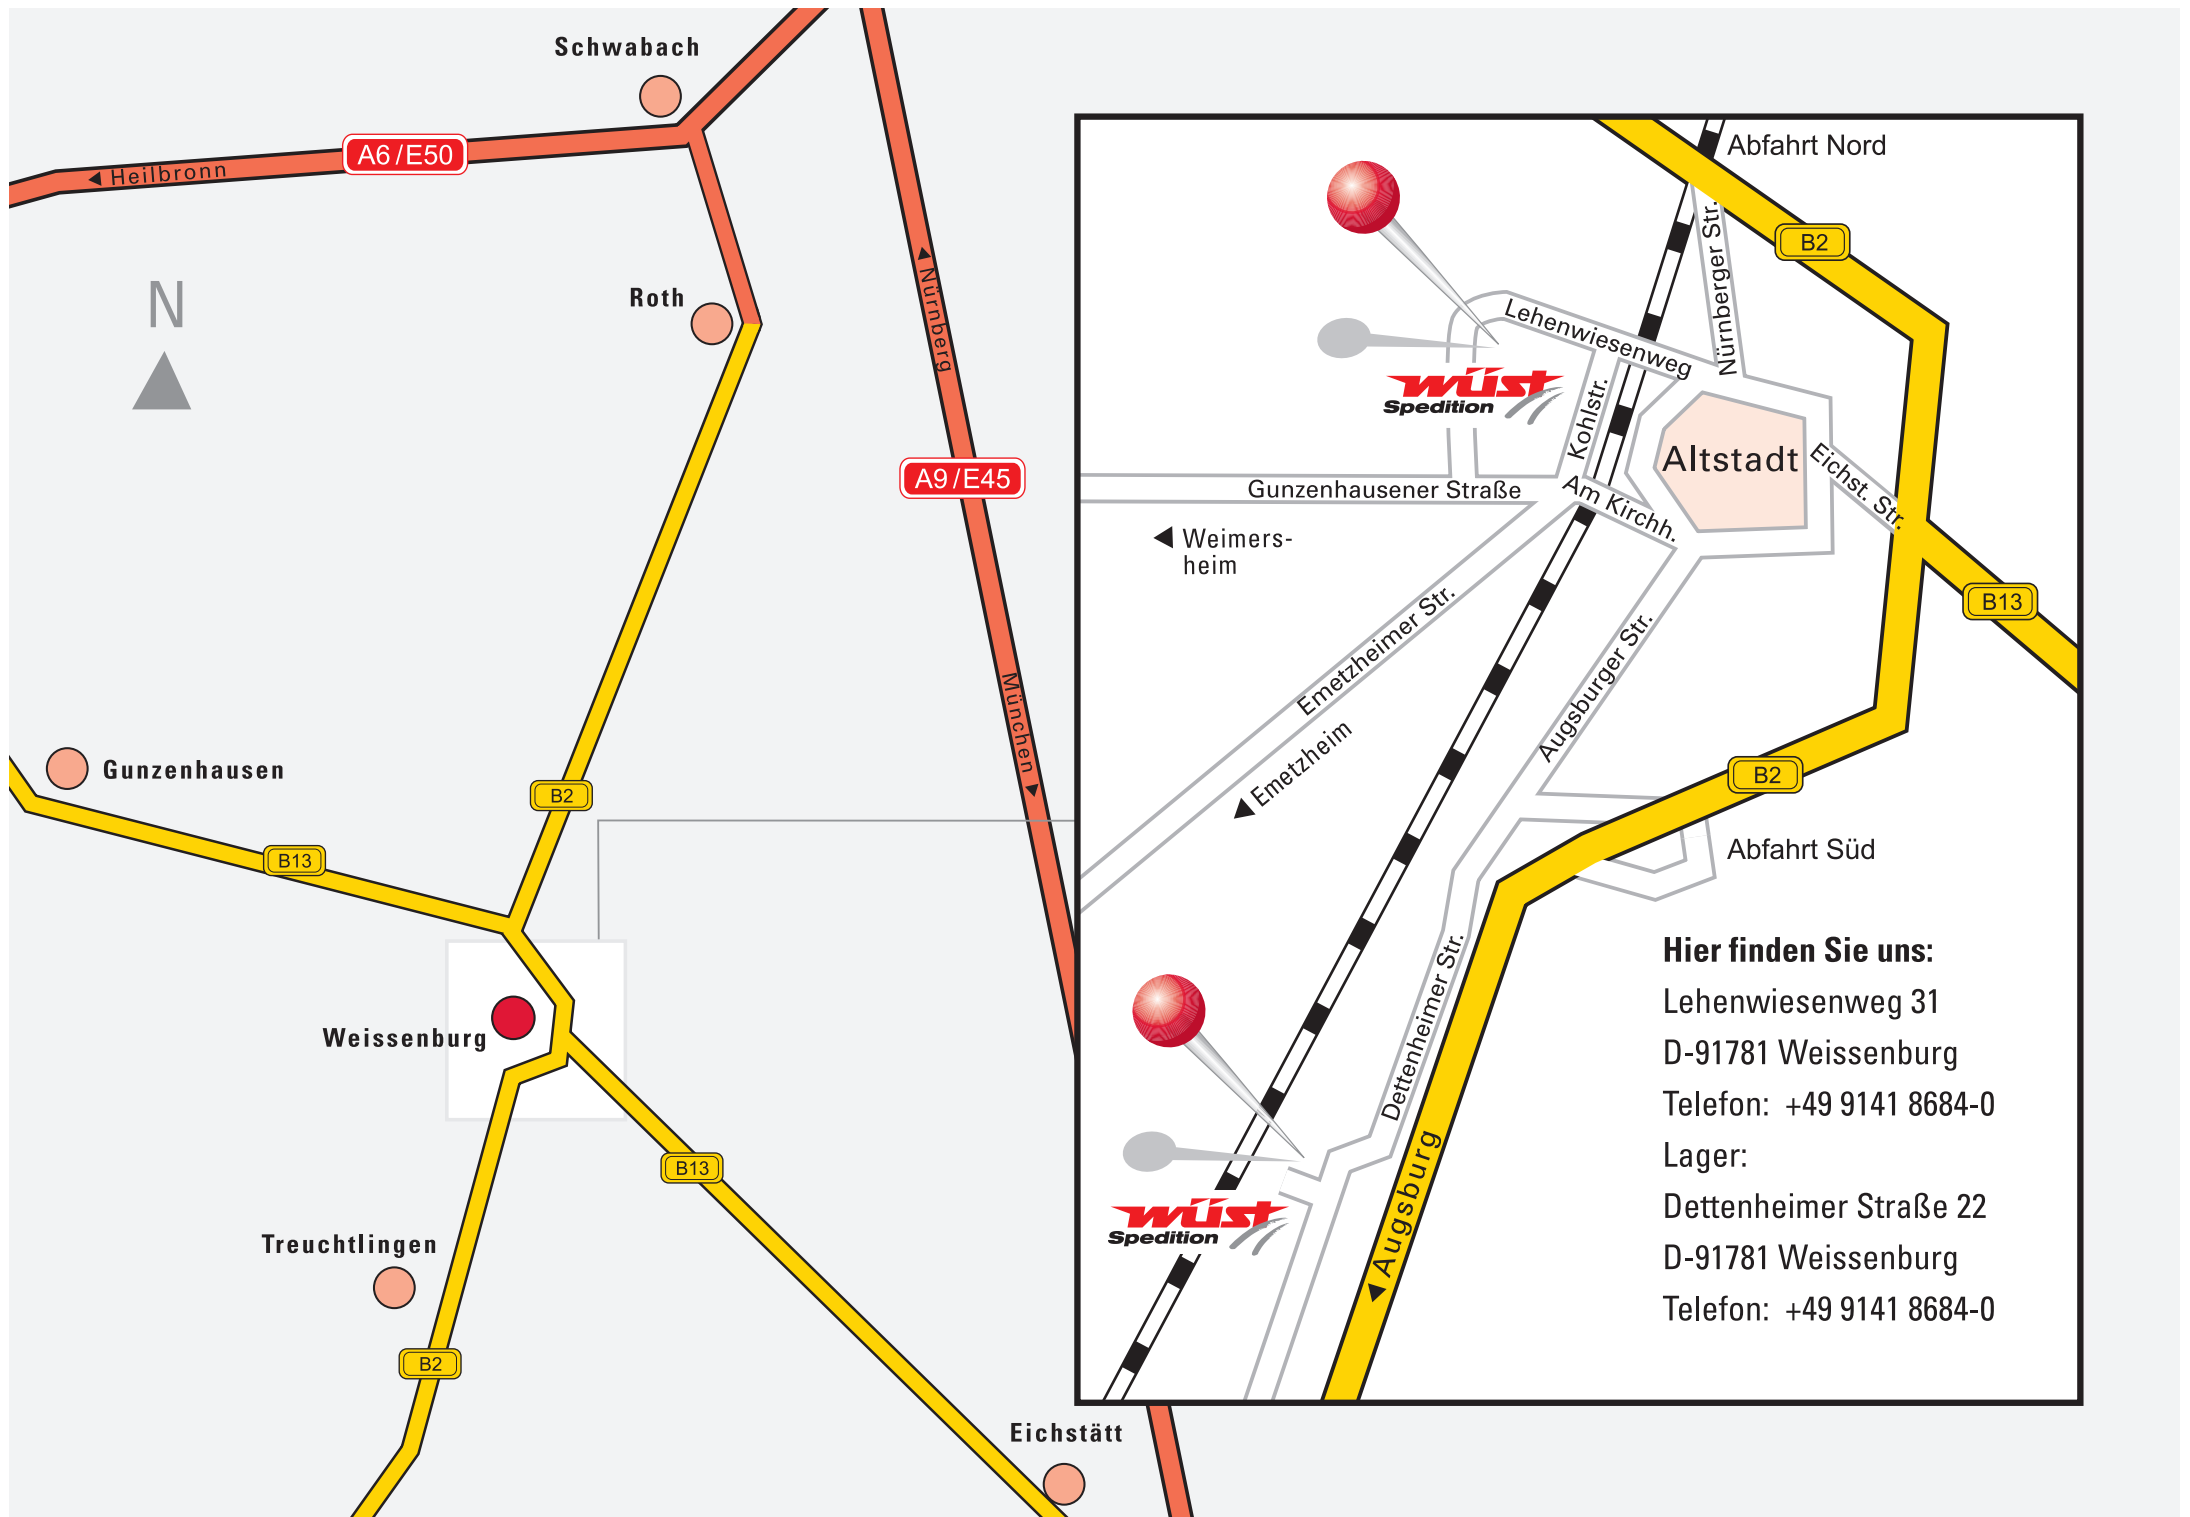 Schwabach
A6/E50
Heilbronn
N
Roth
Nürnberg
A9/E45
München
Gunzenhausen
B2
B13
Weissenburg
B13
Treuchtlingen
B2
Eichstätt
Abfahrt Nord
B2
Nürnberger Str.
Lehenwiesenweg
wüst
Spedition
Kohlstr.
Altstadt
Eichst. Str.
Gunzenhausener Straße
Am Kirchh.
Weimers-
heim
B13
Emetzheimer Str.
Augsburger Str.
Emetzheim
B2
Abfahrt Süd
Dettenheimer Str.
Augsburg
wüst
Spedition
Hier finden Sie uns:
Lehenwiesenweg 31
D-91781 Weissenburg
Telefon: +49 9141 8684-0
Lager:
Dettenheimer Straße 22
D-91781 Weissenburg
Telefon: +49 9141 8684-0